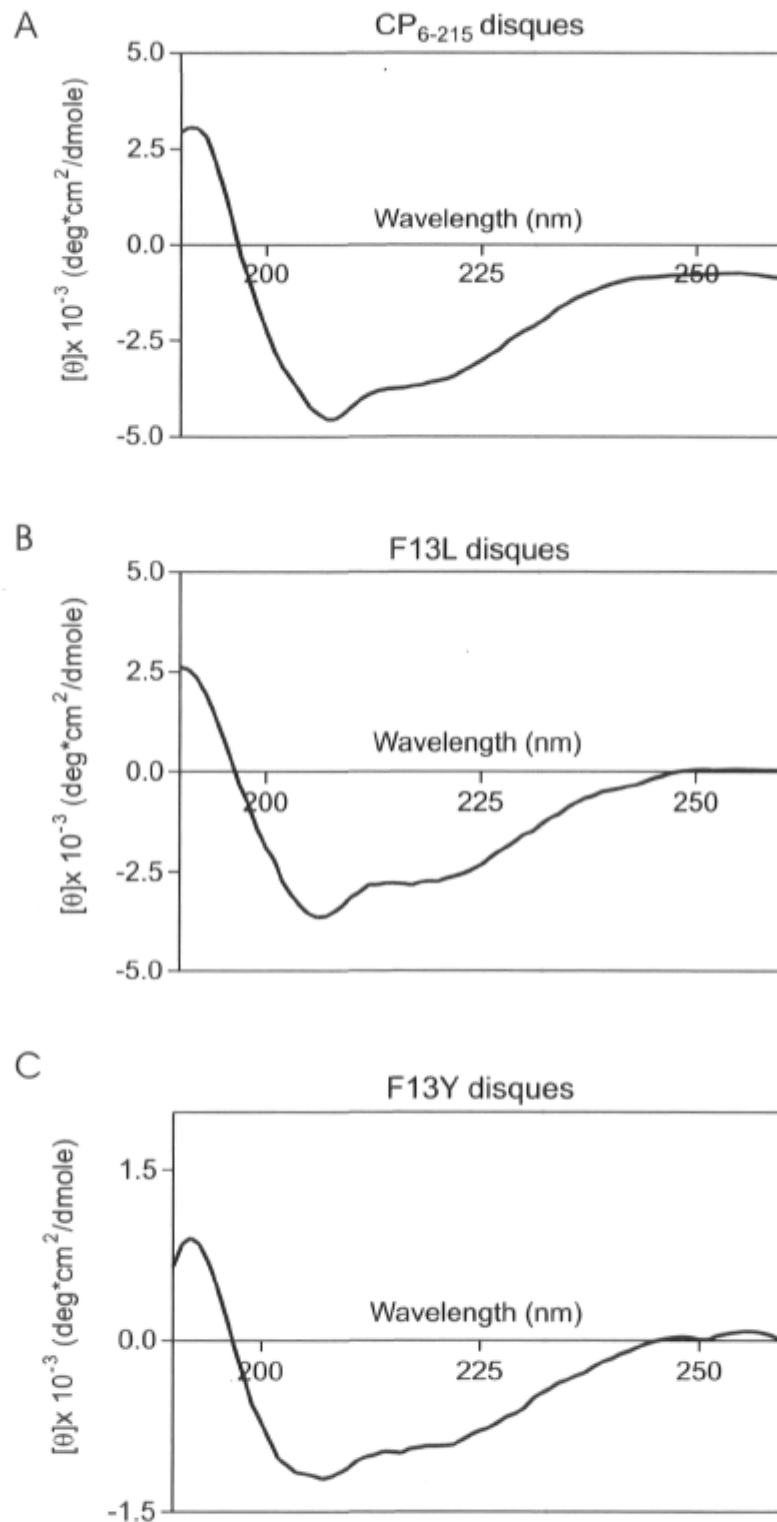 A
CP6-215 disques
5.0
2.5
0.0
-2.5
-5.0
[θ]x 10-3 (deg*cm2/dmole)
Wavelength (nm)
200 225 250
B
F13L disques
5.0
2.5
0.0
-2.5
-5.0
[θ]x 10-3 (deg*cm2/dmole)
Wavelength (nm)
200 225 250
C
F13Y disques
1.5
0.0
-1.5
[θ]x 10-3 (deg*cm2/dmole)
Wavelength (nm)
200 225 250